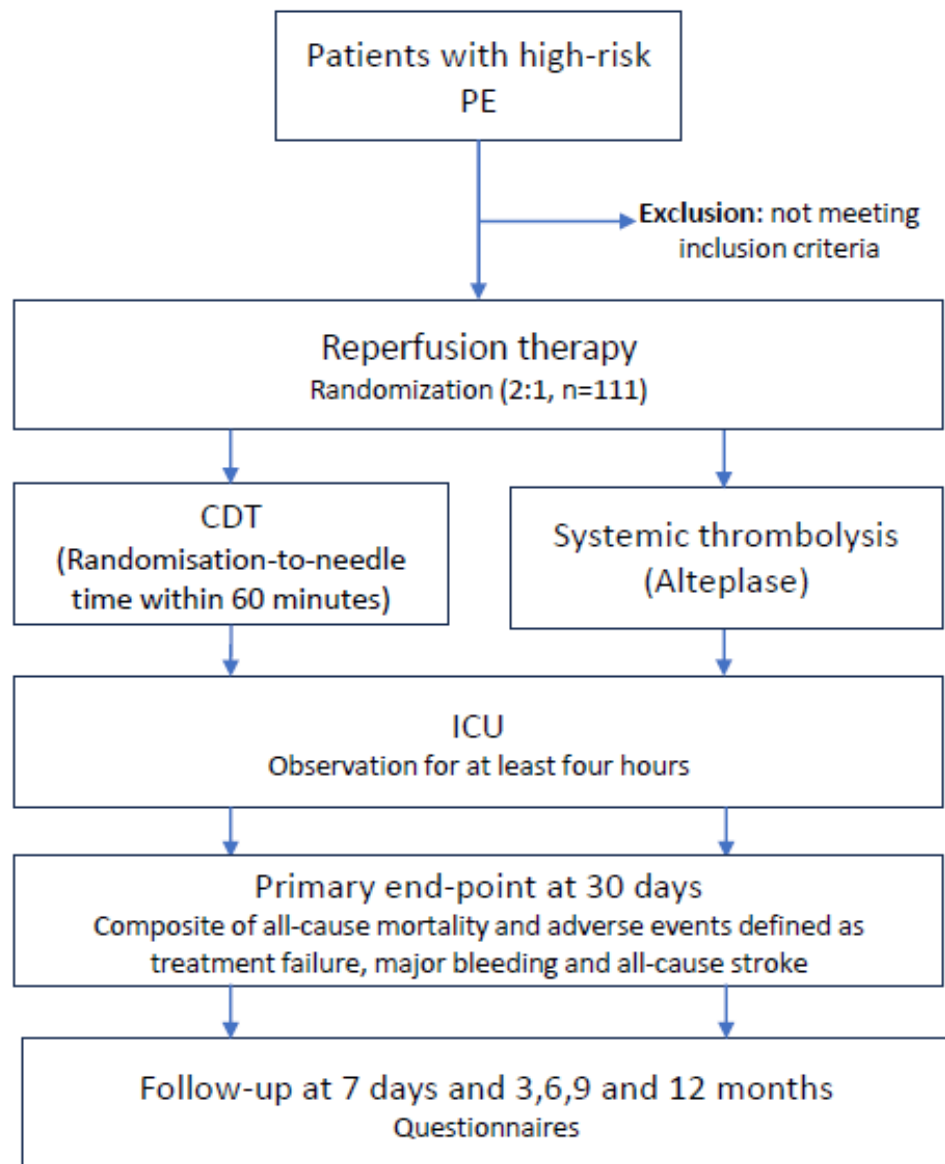 Patients with high-risk
PE
Exclusion: not meeting
inclusion criteria
Reperfusion therapy
Randomization (2:1, n=111)
CDT
(Randomisation-to-needle
time within 60 minutes)
Systemic thrombolysis
(Alteplase)
ICU
Observation for at least four hours
Primary end-point at 30 days
Composite of all-cause mortality and adverse events defined as
treatment failure, major bleeding and all-cause stroke
Follow-up at 7 days and 3,6,9 and 12 months
Questionnaires